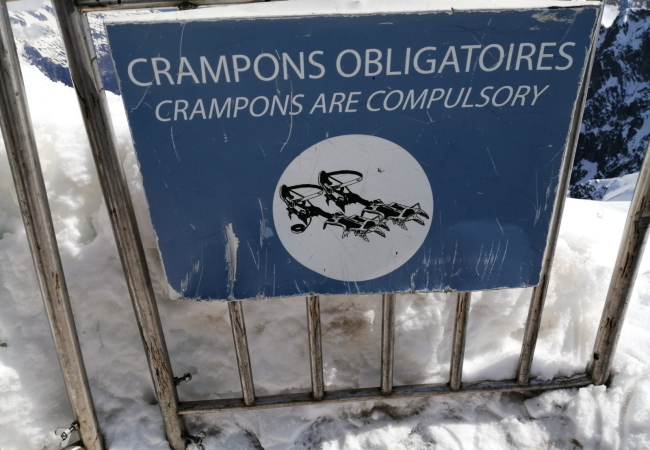 CRAMPONS OBLIGATOIRES
CRAMPONS ARE COMPULSORY